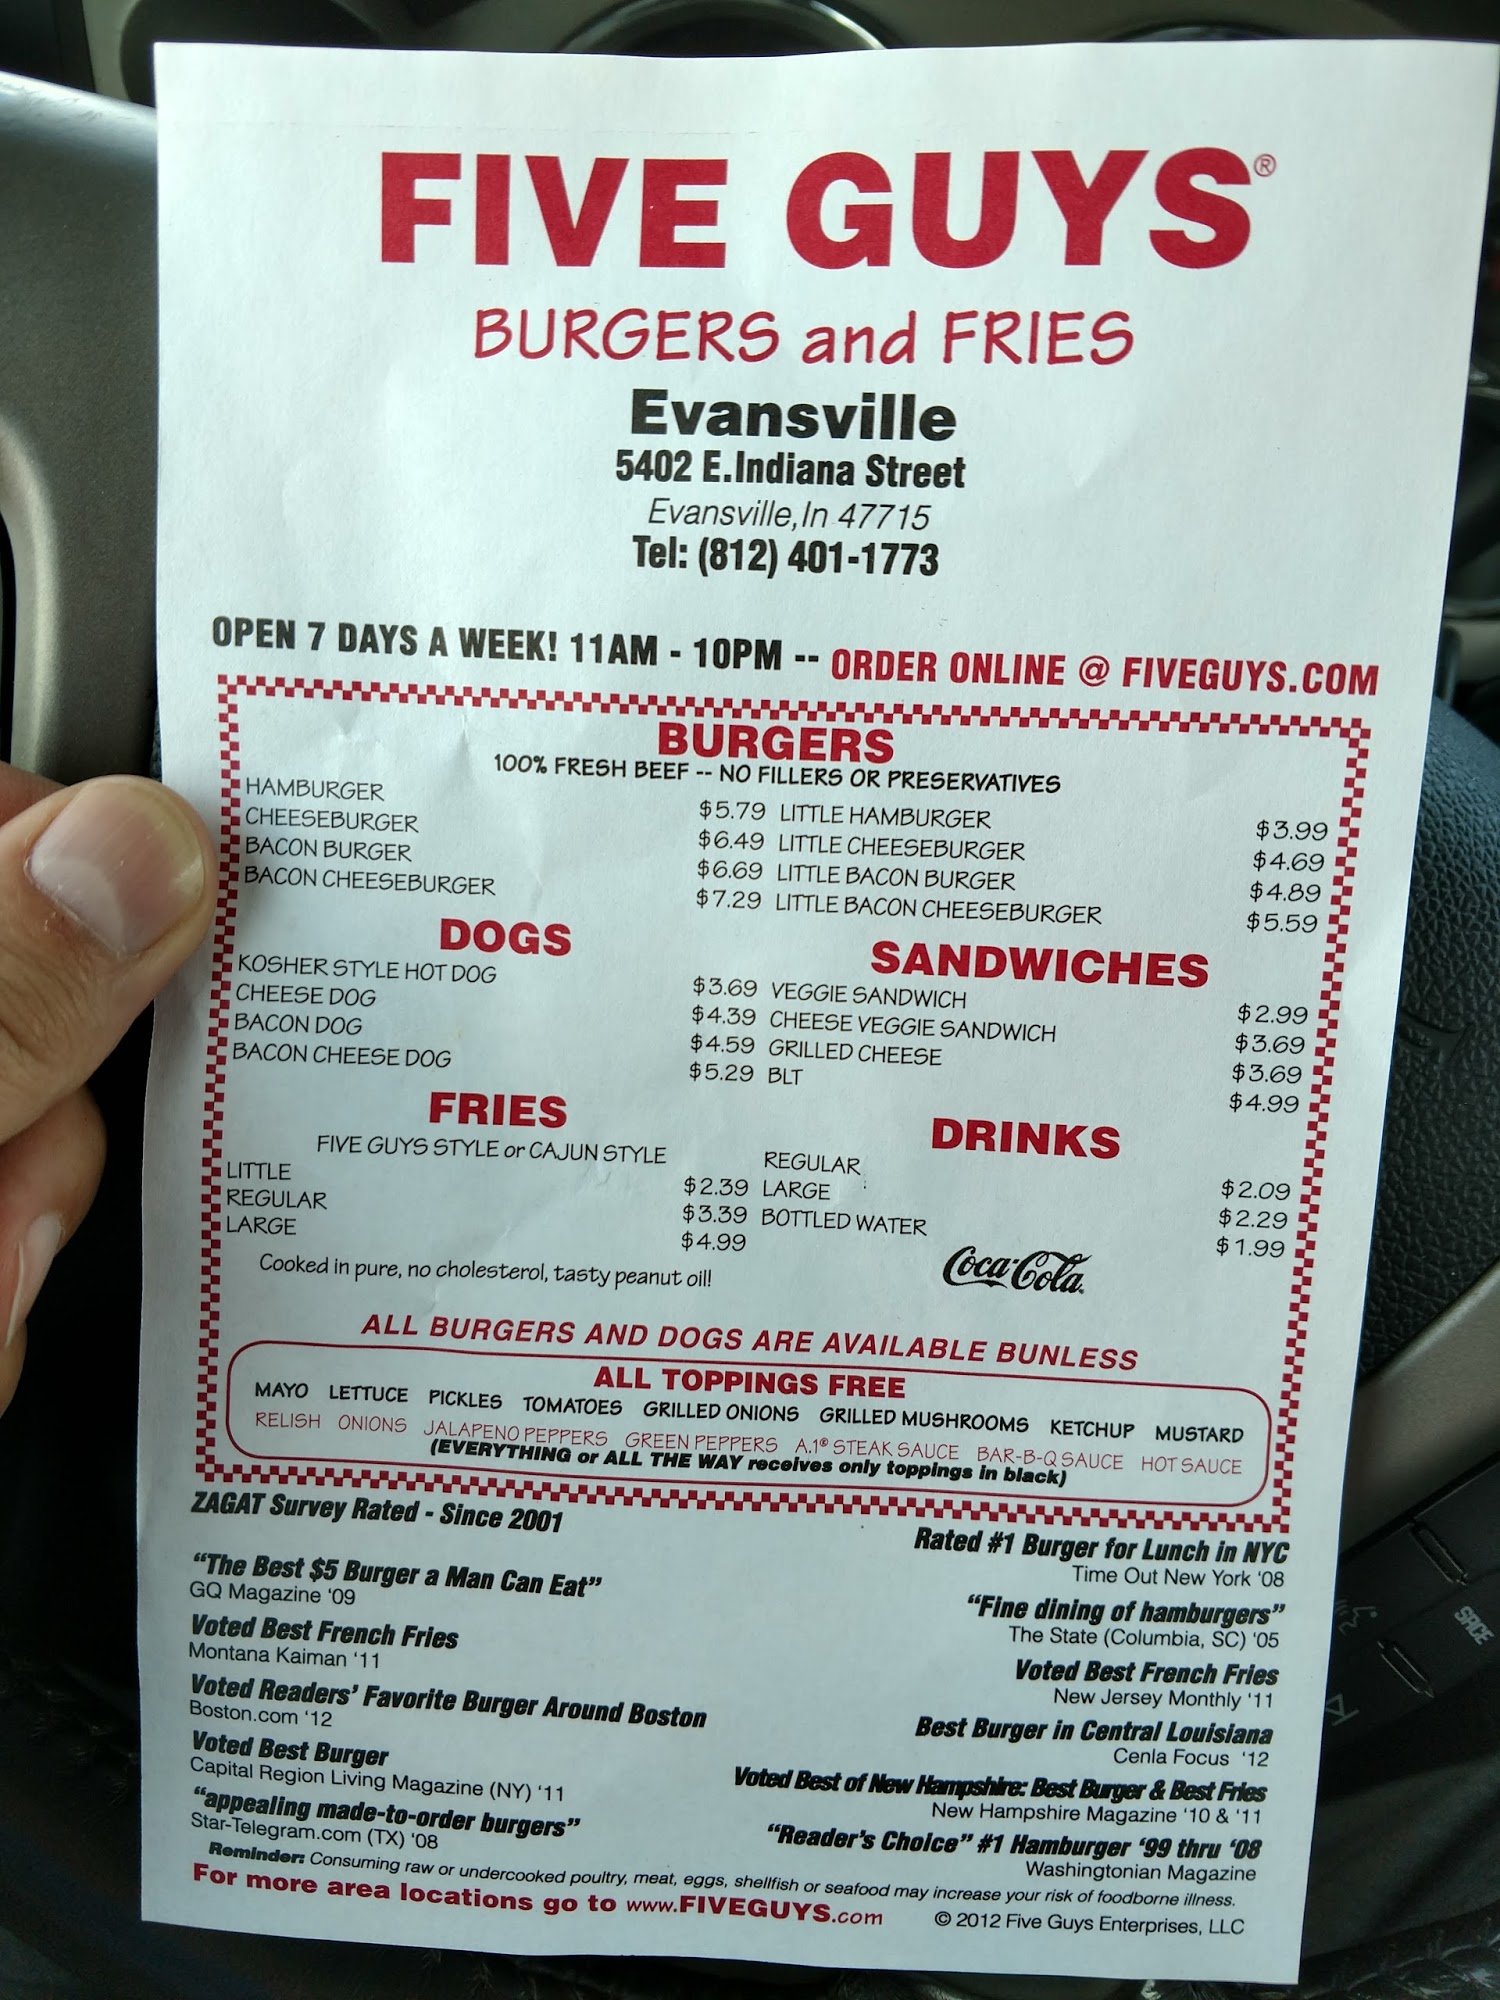 FIVE GUYS®
BURGERS and FRIES
Evansville
5402 E.Indiana Street
Evansville,In 47715
Tel: (812) 401-1773
OPEN 7 DAYS A WEEK! 11AM - 10PM -- ORDER ONLINE @ FIVEGUYS.COM
BURGERS
100% FRESH BEEF -- NO FILLERS OR PRESERVATIVES
HAMBURGER $5.79 LITTLE HAMBURGER $3.99
CHEESEBURGER $6.49 LITTLE CHEESEBURGER $4.69
BACON BURGER $6.69 LITTLE BACON BURGER $4.89
BACON CHEESEBURGER $7.29 LITTLE BACON CHEESEBURGER $5.59
DOGS
KOSHER STYLE HOT DOG $3.69
CHEESE DOG $4.39
BACON DOG $4.59
BACON CHEESE DOG $5.29
SANDWICHES
VEGGIE SANDWICH $2.99
CHEESE VEGGIE SANDWICH $3.69
GRILLED CHEESE $3.69
BLT $4.99
FRIES
FIVE GUYS STYLE or CAJUN STYLE
LITTLE $2.39
REGULAR $3.39
LARGE $4.99
Cooked in pure, no cholesterol, tasty peanut oil!
DRINKS
REGULAR $2.09
LARGE $2.29
BOTTLED WATER $1.99
Coca-Cola
ALL BURGERS AND DOGS ARE AVAILABLE BUNLESS
ALL TOPPINGS FREE
MAYO LETTUCE PICKLES TOMATOES GRILLED ONIONS GRILLED MUSHROOMS KETCHUP MUSTARD
RELISH ONIONS JALAPENO PEPPERS GREEN PEPPERS A.1® STEAK SAUCE BAR-B-Q SAUCE HOT SAUCE
(EVERYTHING or ALL THE WAY receives only toppings in black)
ZAGAT Survey Rated - Since 2001
"The Best $5 Burger a Man Can Eat"
GQ Magazine '09
Voted Best French Fries
Montana Kaiman '11
Voted Readers' Favorite Burger Around Boston
Boston.com '12
Voted Best Burger
Capital Region Living Magazine (NY) '11
"appealing made-to-order burgers"
Star-Telegram.com (TX) '08
Rated #1 Burger for Lunch in NYC
Time Out New York '08
"Fine dining of hamburgers"
The State (Columbia, SC) '05
Voted Best French Fries
New Jersey Monthly '11
Best Burger in Central Louisiana
Cenla Focus '12
Voted Best of New Hampshire: Best Burger & Best Fries
New Hampshire Magazine '10 & '11
"Reader's Choice" #1 Hamburger '99 thru '08
Washingtonian Magazine
Reminder: Consuming raw or undercooked poultry, meat, eggs, shellfish or seafood may increase your risk of foodborne illness.
For more area locations go to www.FIVEGUYS.com
© 2012 Five Guys Enterprises, LLC